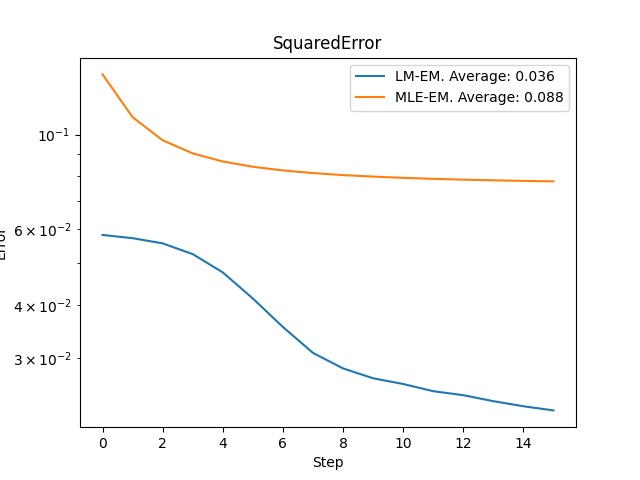 SquaredError
LM-EM. Average: 0.036
MLE-EM. Average: 0.088
10⁻¹
6 × 10⁻²
4 × 10⁻²
3 × 10⁻²
Error
0 2 4 6 8 10 12 14
Step